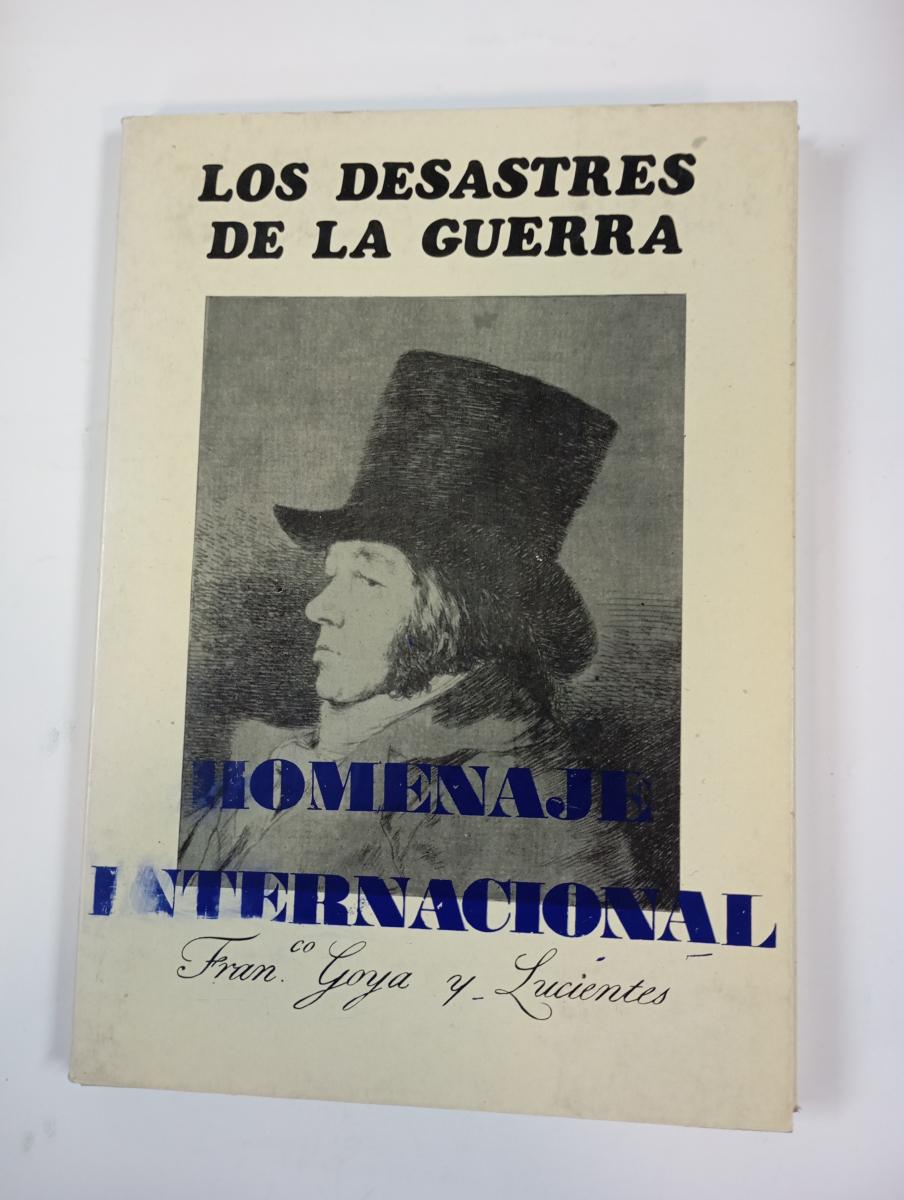 LOS DESASTRES
DE LA GUERRA
HOMENAJE
INTERNACIONAL
Fran.co Goya y Lucientes